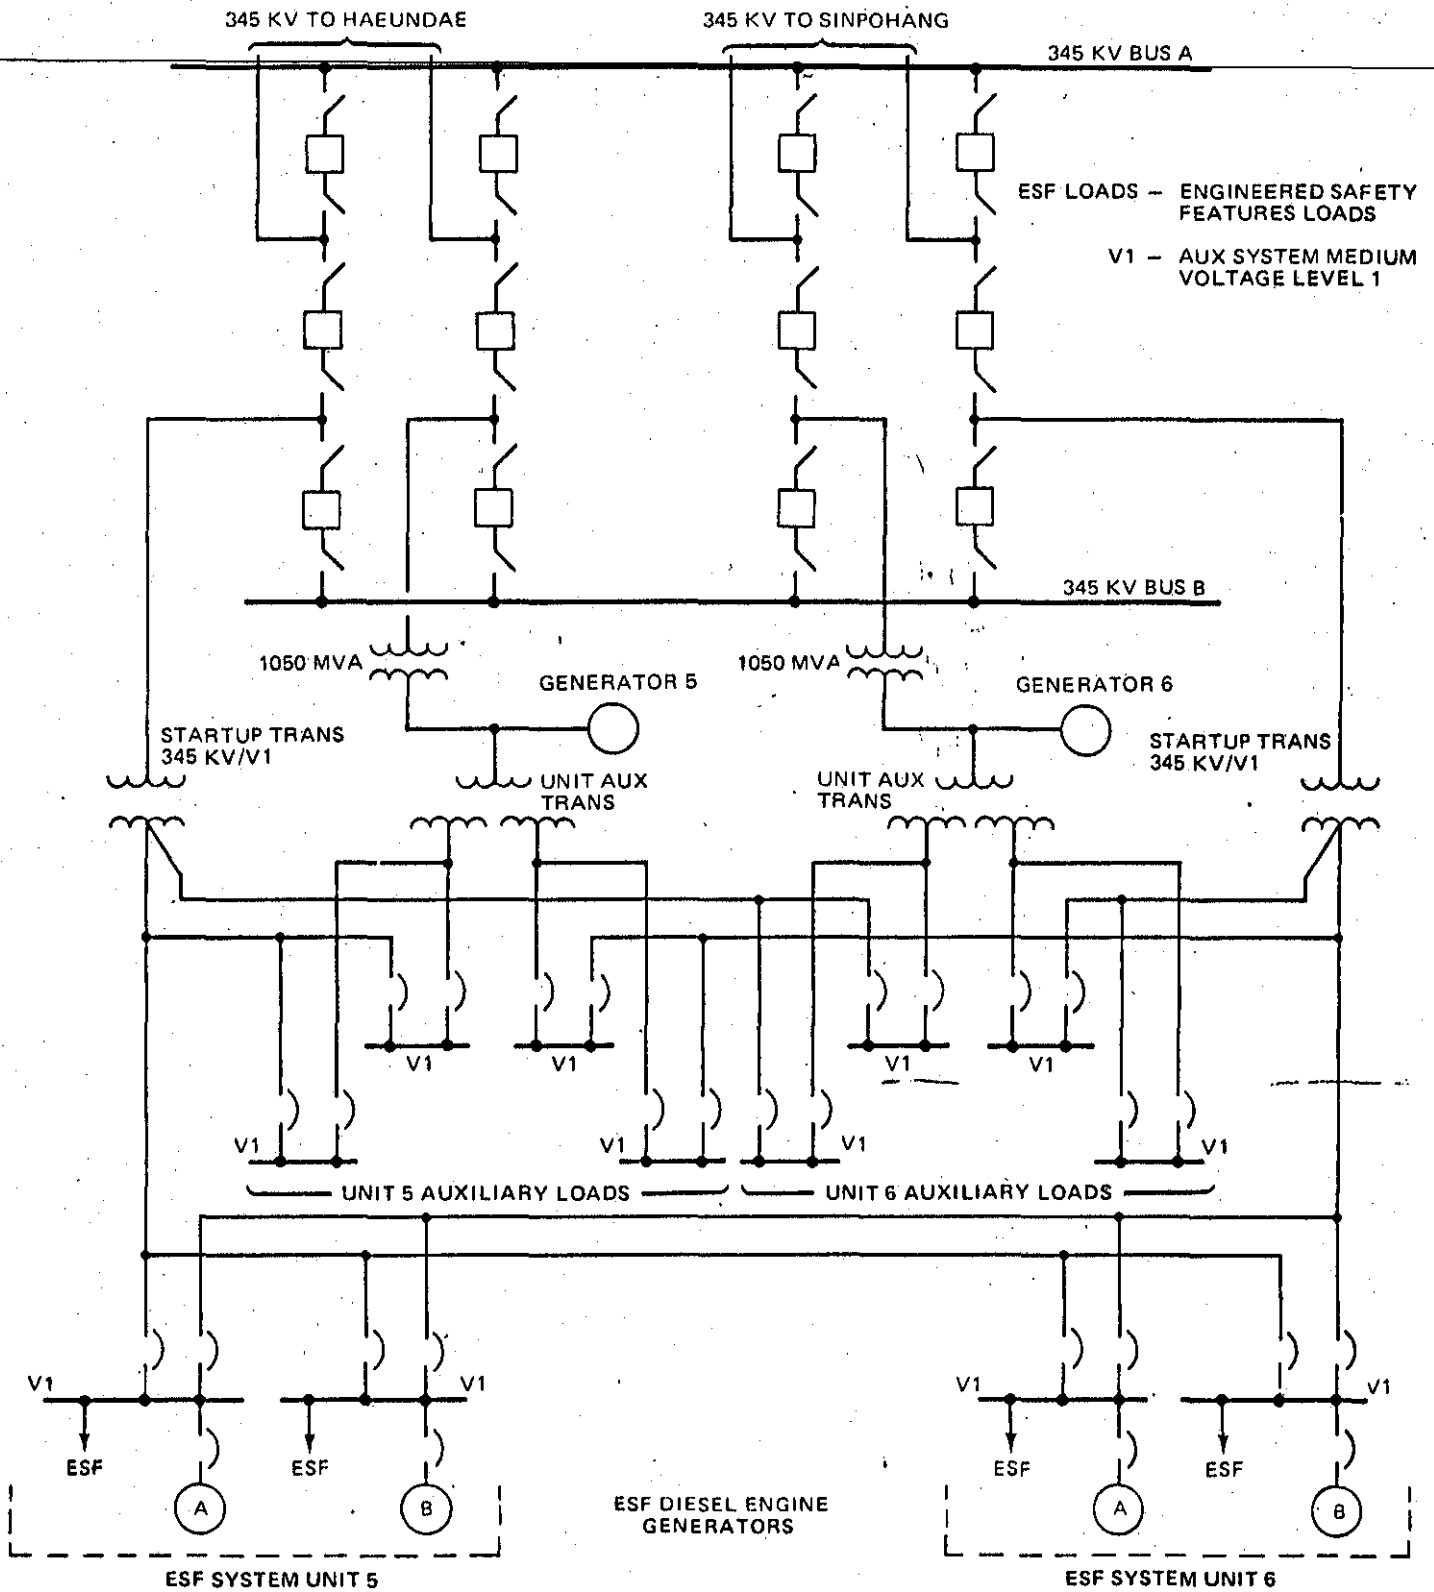 345 KV TO HAEUNDAE
345 KV TO SINPOHANG
345 KV BUS A
ESF LOADS – ENGINEERED SAFETY
FEATURES LOADS
V1 – AUX SYSTEM MEDIUM
VOLTAGE LEVEL 1
345 KV BUS B
1050 MVA
1050 MVA
GENERATOR 5
GENERATOR 6
STARTUP TRANS
345 KV/V1
STARTUP TRANS
345 KV/V1
UNIT AUX
TRANS
UNIT AUX
TRANS
V1
V1
V1
V1
V1
V1
V1
V1
UNIT 5 AUXILIARY LOADS
UNIT 6 AUXILIARY LOADS
V1
V1
V1
V1
ESF
ESF
ESF
ESF
A
B
A
B
ESF DIESEL ENGINE
GENERATORS
ESF SYSTEM UNIT 5
ESF SYSTEM UNIT 6